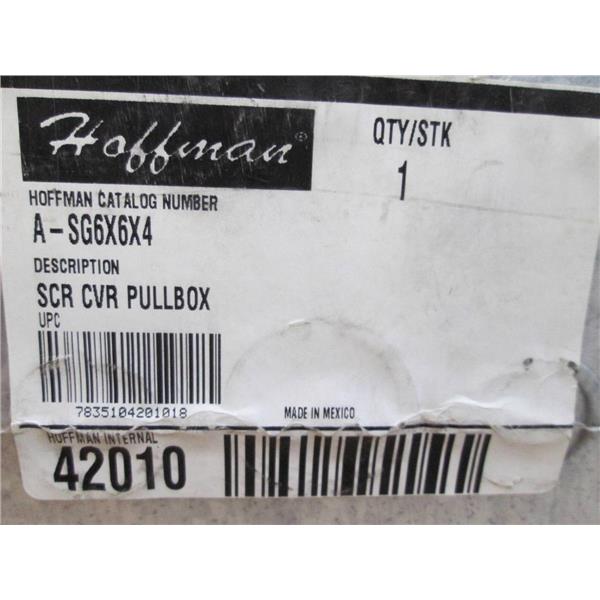 Hoffman®
QTY/STK
1
HOFFMAN CATALOG NUMBER
A-SG6X6X4
DESCRIPTION
SCR CVR PULLBOX
UPC
7835104201018
MADE IN MEXICO
HOFFMAN INTERNAL
42010